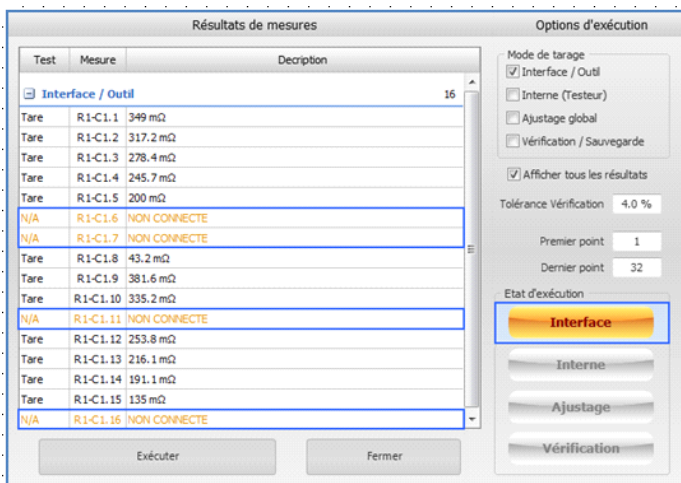 Résultats de mesures
Test Mesure Decription
Interface / Outil 16
Tare R1-C1.1 349 mΩ
Tare R1-C1.2 317.2 mΩ
Tare R1-C1.3 278.4 mΩ
Tare R1-C1.4 245.7 mΩ
Tare R1-C1.5 200 mΩ
N/A R1-C1.6 NON CONNECTE
N/A R1-C1.7 NON CONNECTE
Tare R1-C1.8 43.2 mΩ
Tare R1-C1.9 381.6 mΩ
Tare R1-C1.10 335.2 mΩ
N/A R1-C1.11 NON CONNECTE
Tare R1-C1.12 253.8 mΩ
Tare R1-C1.13 216.1 mΩ
Tare R1-C1.14 191.1 mΩ
Tare R1-C1.15 135 mΩ
N/A R1-C1.16 NON CONNECTE
Exécuter
Fermer
Options d'exécution
Mode de tarage
Interface / Outil
Interne (Testeur)
Ajustage global
Vérification / Sauvegarde
Afficher tous les résultats
Tolérance Vérification 4.0 %
Premier point 1
Dernier point 32
Etat d'exécution
Interface
Interne
Ajustage
Vérification